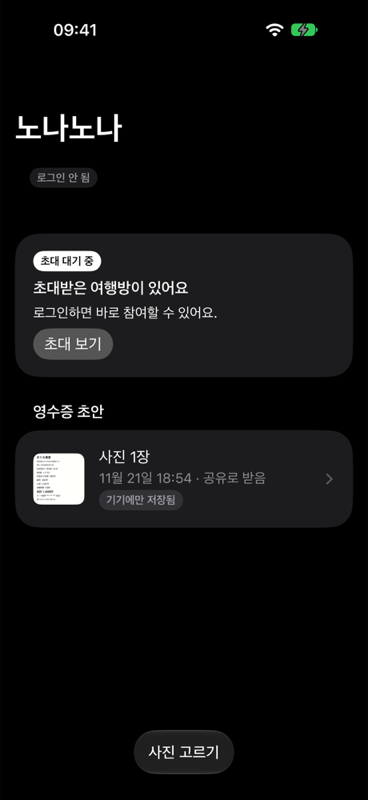 09:41
노나노나
로그인 안 됨
초대 대기 중
초대받은 여행방이 있어요
로그인하면 바로 참여할 수 있어요.
초대 보기
영수증 초안
사진 1장
11월 21일 18:54 · 공유로 받음
기기에만 저장됨
사진 고르기